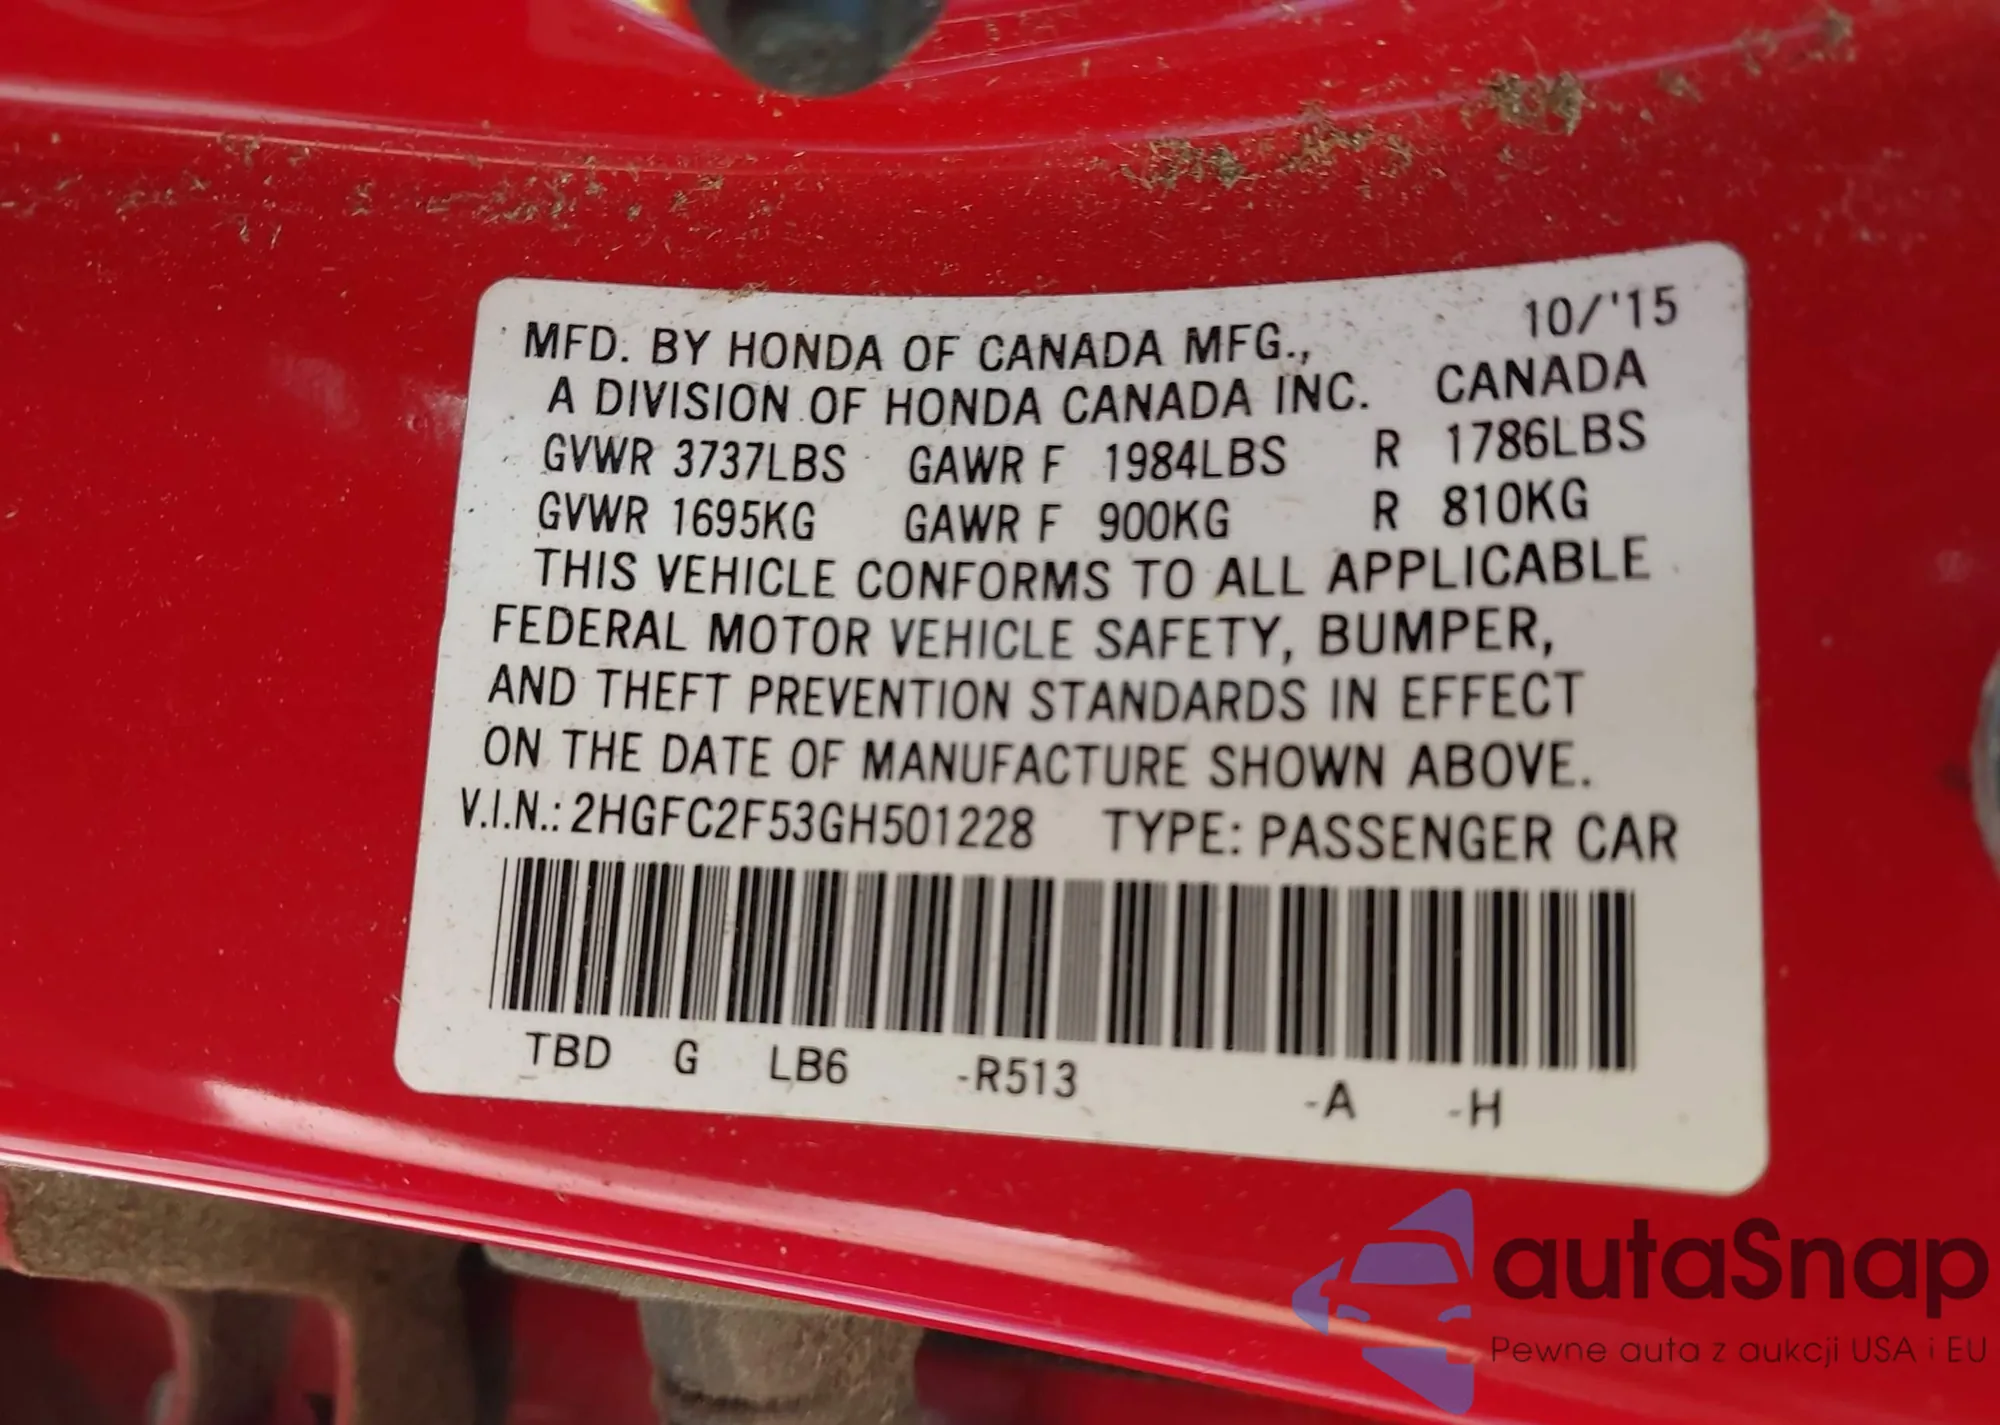 10/'15
MFD. BY HONDA OF CANADA MFG.,
A DIVISION OF HONDA CANADA INC. CANADA
GVWR 3737LBS GAWR F 1984LBS R 1786LBS
GVWR 1695KG GAWR F 900KG R 810KG
THIS VEHICLE CONFORMS TO ALL APPLICABLE
FEDERAL MOTOR VEHICLE SAFETY, BUMPER,
AND THEFT PREVENTION STANDARDS IN EFFECT
ON THE DATE OF MANUFACTURE SHOWN ABOVE.
V.I.N.: 2HGFC2F53GH501228 TYPE: PASSENGER CAR
TBD G LB6 -R513 -A -H
autaSnap
Pewne auta z aukcji USA i EU